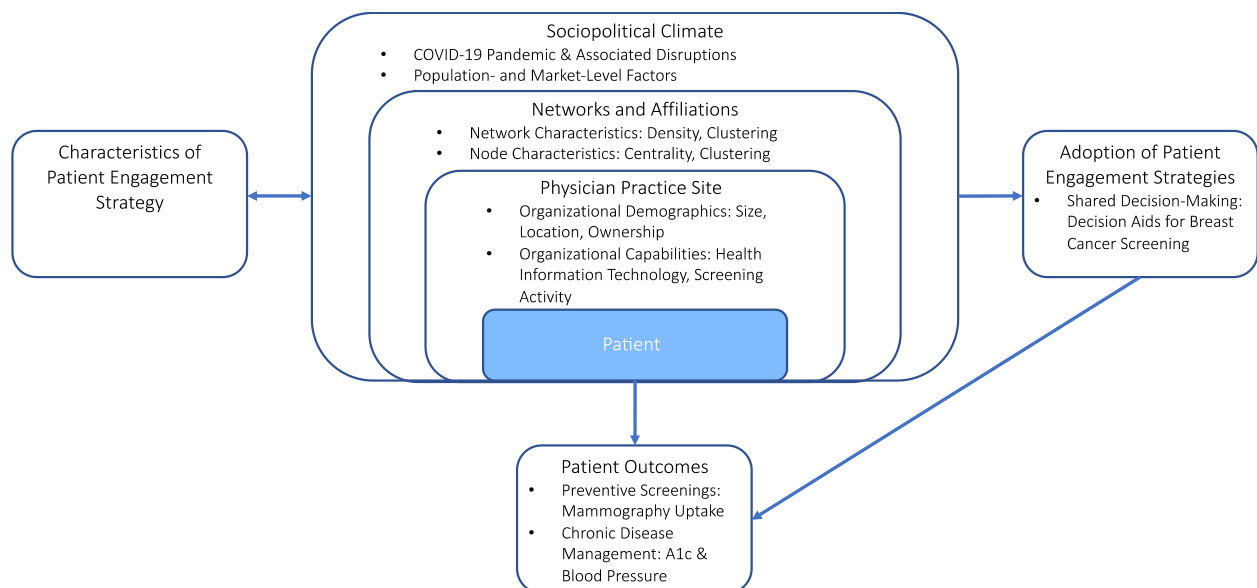 Sociopolitical Climate
• COVID-19 Pandemic & Associated Disruptions
• Population- and Market-Level Factors
Networks and Affiliations
• Network Characteristics: Density, Clustering
• Node Characteristics: Centrality, Clustering
Physician Practice Site
• Organizational Demographics: Size,
Location, Ownership
• Organizational Capabilities: Health
Information Technology, Screening
Activity
Patient
Characteristics of
Patient Engagement
Strategy
Adoption of Patient
Engagement Strategies
• Shared Decision-Making:
Decision Aids for Breast
Cancer Screening
Patient Outcomes
• Preventive Screenings:
Mammography Uptake
• Chronic Disease
Management: A1c &
Blood Pressure